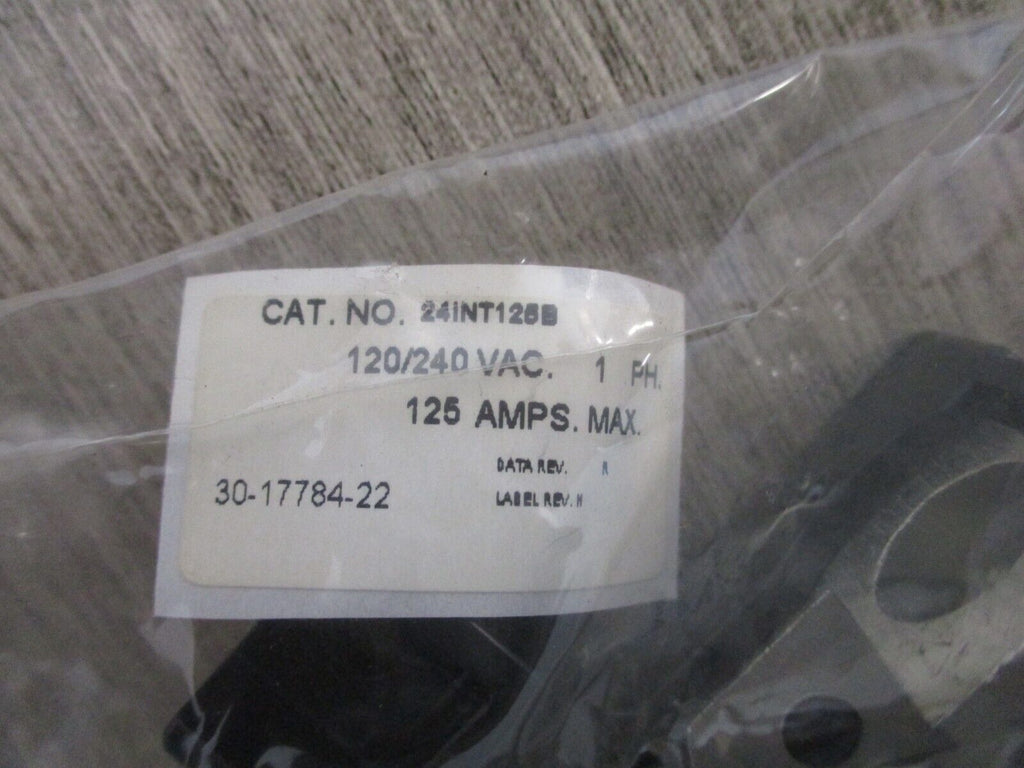 CAT. NO. 24INT125B
120/240 VAC. 1 PH.
125 AMPS. MAX.
DATA REV.
30-17784-22
LABEL REV.